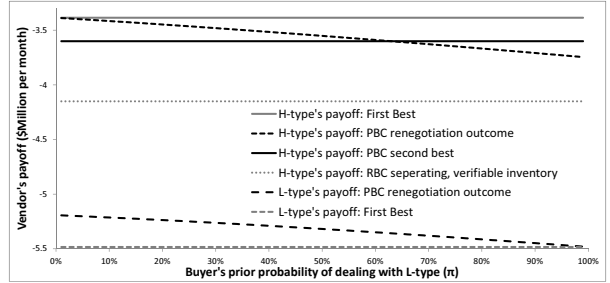 Vendor's payoff ($Million per month)
-3.5
-4
-4.5
-5
-5.5
H-type's payoff: First Best
H-type's payoff: PBC renegotiation outcome
H-type's payoff: PBC second best
H-type's payoff: RBC seperating, verifiable inventory
L-type's payoff: PBC renegotiation outcome
L-type's payoff: First Best
0% 10% 20% 30% 40% 50% 60% 70% 80% 90% 100%
Buyer's prior probability of dealing with L-type (π)